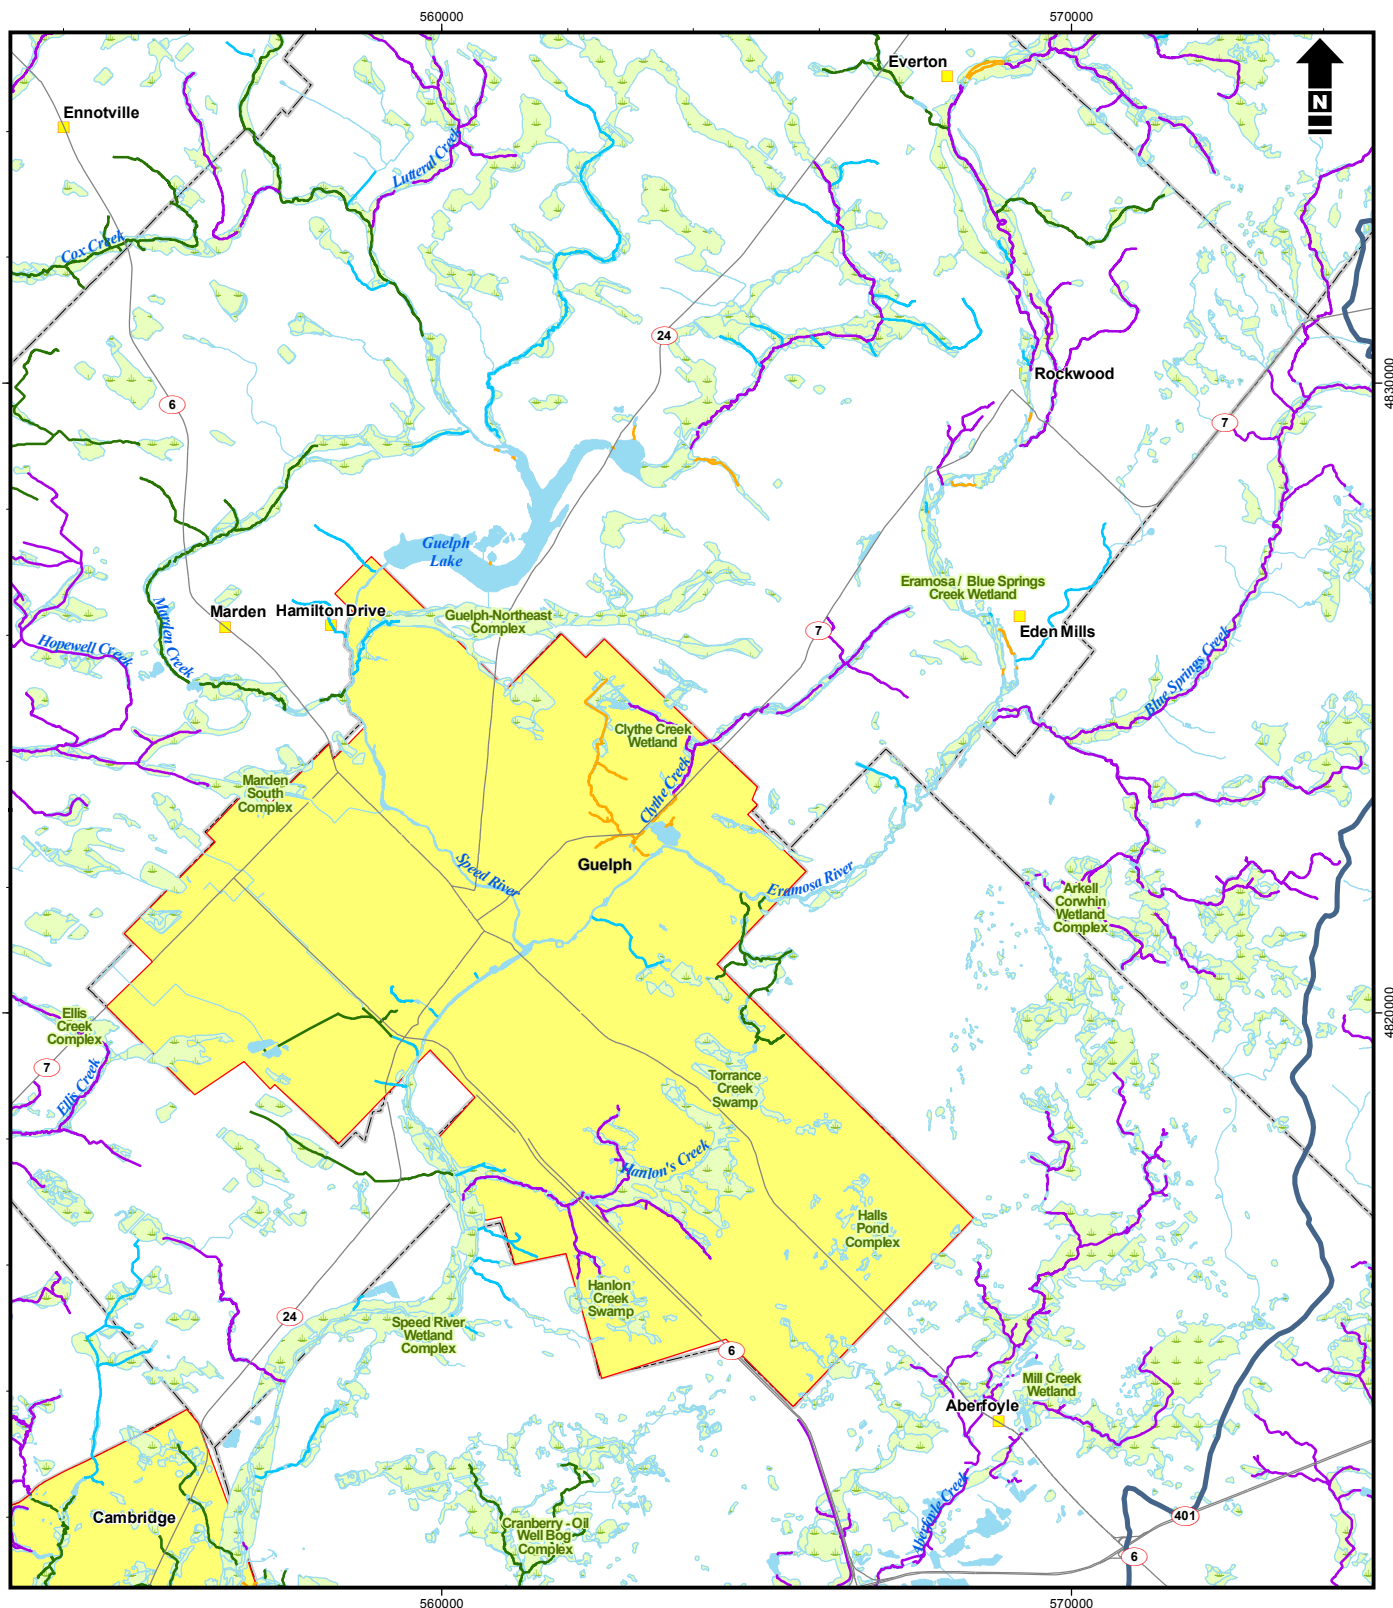 560000
570000
Everton
Ennotville
N
Lutteral Creek
Cox Creek
24
Rockwood
4830000
6
7
Guelph
Lake
Eramosa / Blue Springs
Creek Wetland
Marden
Hamilton Drive
Guelph-Northeast
Complex
Eden Mills
7
Marden Creek
Hopewell Creek
Blue Springs Creek
Clythe Creek
Wetland
Marden
South
Complex
Clythe Creek
Guelph
Speed River
Eramosa River
Arkell
Corwhin
Wetland
Complex
Ellis
Creek
Complex
4820000
7
Ellis Creek
Torrance
Creek
Swamp
Hanlon's Creek
Halls
Pond
Complex
Hanlon
Creek
Swamp
24
Speed River
Wetland
Complex
6
Mill Creek
Wetland
Aberfoyle
Cambridge
Cranberry - Oil
Well Bog
Complex
Aberfoyle Creek
401
6
560000
570000